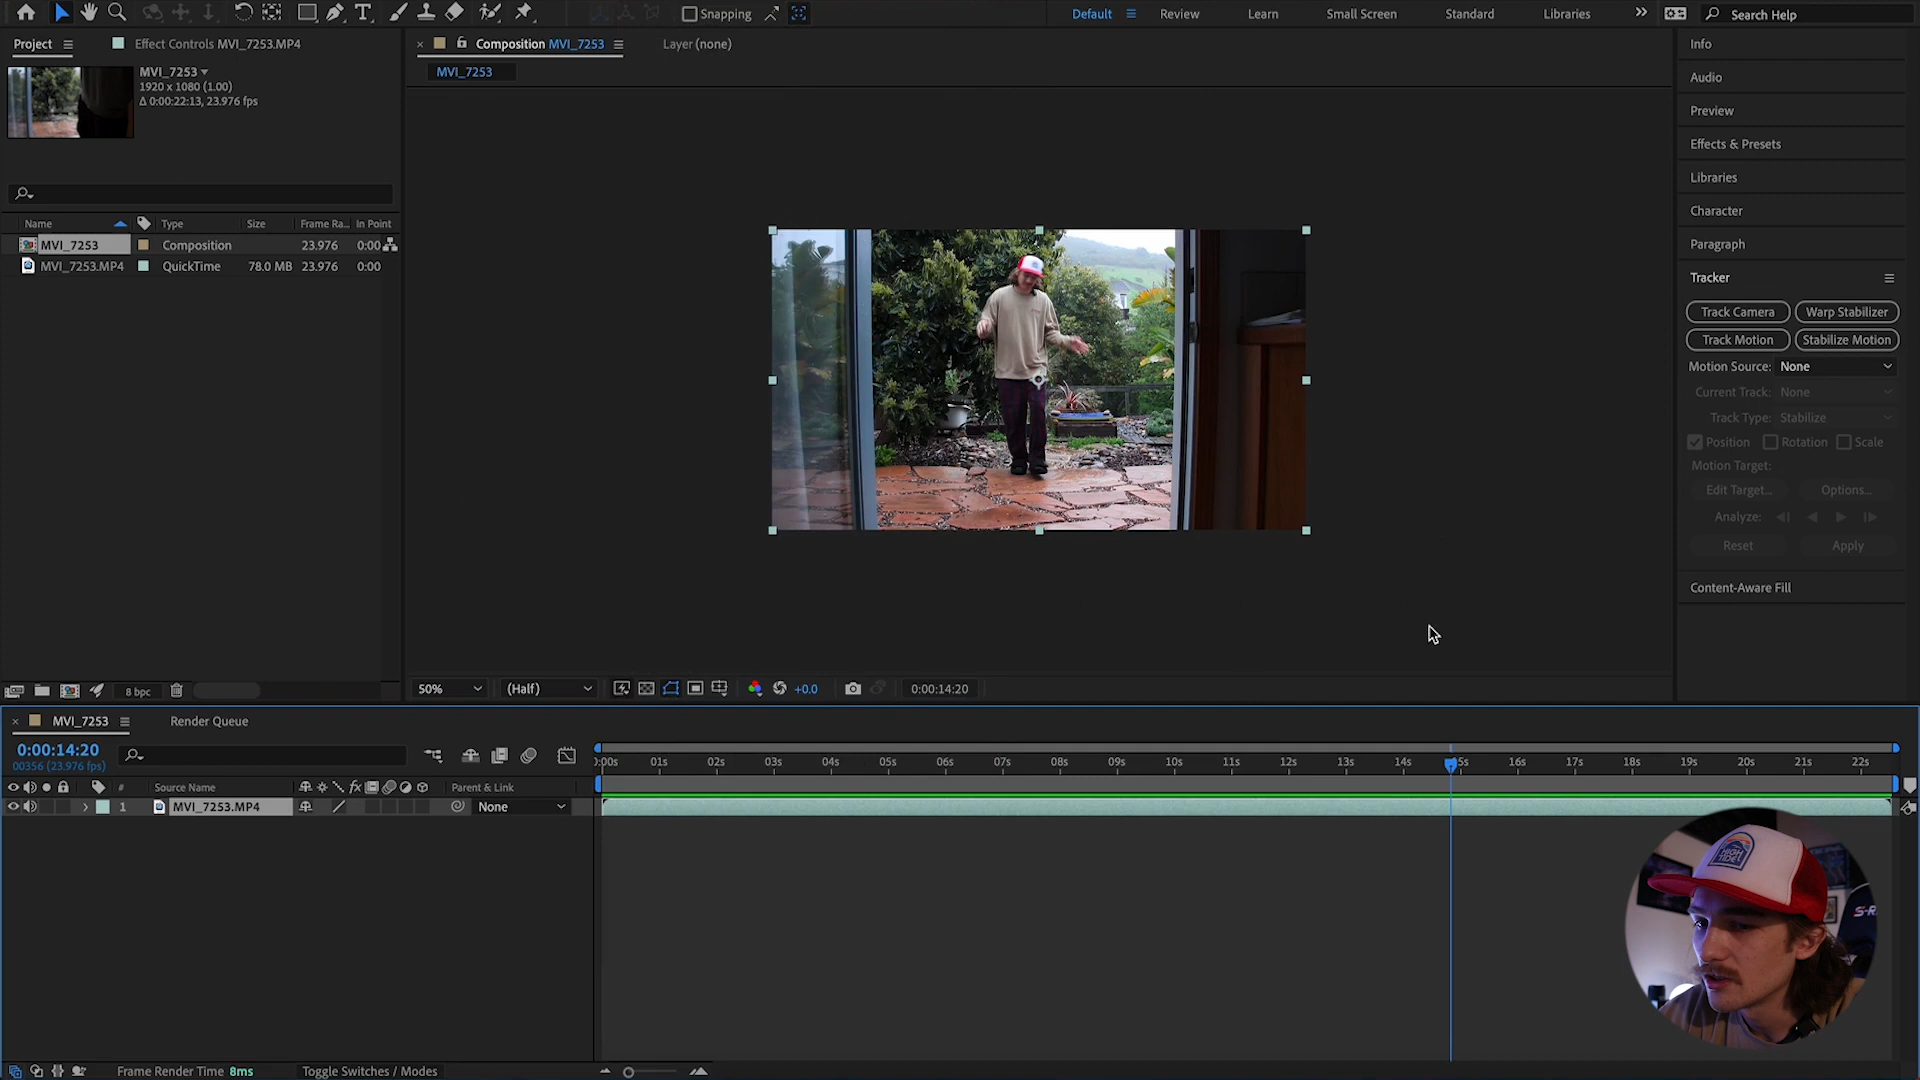 Snapping
Default
Review
Learn
Small Screen
Standard
Libraries
Search Help
Project
Effect Controls MVI_7253.MP4
Composition MVI_7253
Layer (none)
MVI_7253
MVI_7253
1920 x 1080 (1.00)
Δ 0:00:22:13, 23.976 fps
Name
Type
Size
Frame Ra...
In Point
MVI_7253
Composition
23.976
0:00
MVI_7253.MP4
QuickTime
78.0 MB
23.976
0:00
8 bpc
50%
(Half)
+0.0
0:00:14:20
Info
Audio
Preview
Effects & Presets
Libraries
Character
Paragraph
Tracker
Track Camera
Warp Stabilizer
Track Motion
Stabilize Motion
Motion Source: None
Current Track: None
Track Type: Stabilize
Position
Rotation
Scale
Motion Target:
Edit Target...
Options...
Analyze:
Reset
Apply
Content-Aware Fill
MVI_7253
Render Queue
0:00:14:20
00356 (23.976 fps)
):00s 01s 02s 03s 04s 05s 06s 07s 08s 09s 10s 11s 12s 13s 14s 5s 16s 17s 18s 19s 20s 21s 22s
#
Source Name
fx
Parent & Link
1
MVI_7253.MP4
None
HIGH
TIDE
S-R
Frame Render Time 8ms
Toggle Switches / Modes